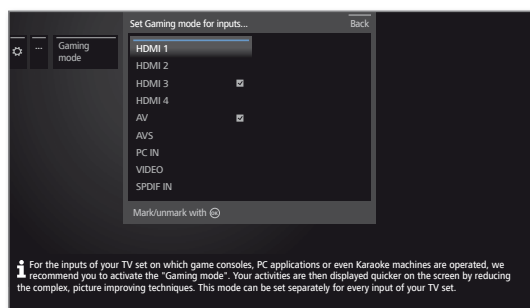 Set Gaming mode for inputs... Back
... Gaming
mode
HDMI 1
HDMI 2
HDMI 3
HDMI 4
AV
AVS
PC IN
VIDEO
SPDIF IN
Mark/unmark with OK
For the inputs of your TV set on which game consoles, PC applications or even Karaoke machines are operated, we
recommend you to activate the "Gaming mode". Your activities are then displayed quicker on the screen by reducing
the complex, picture improving techniques. This mode can be set separately for every input of your TV set.